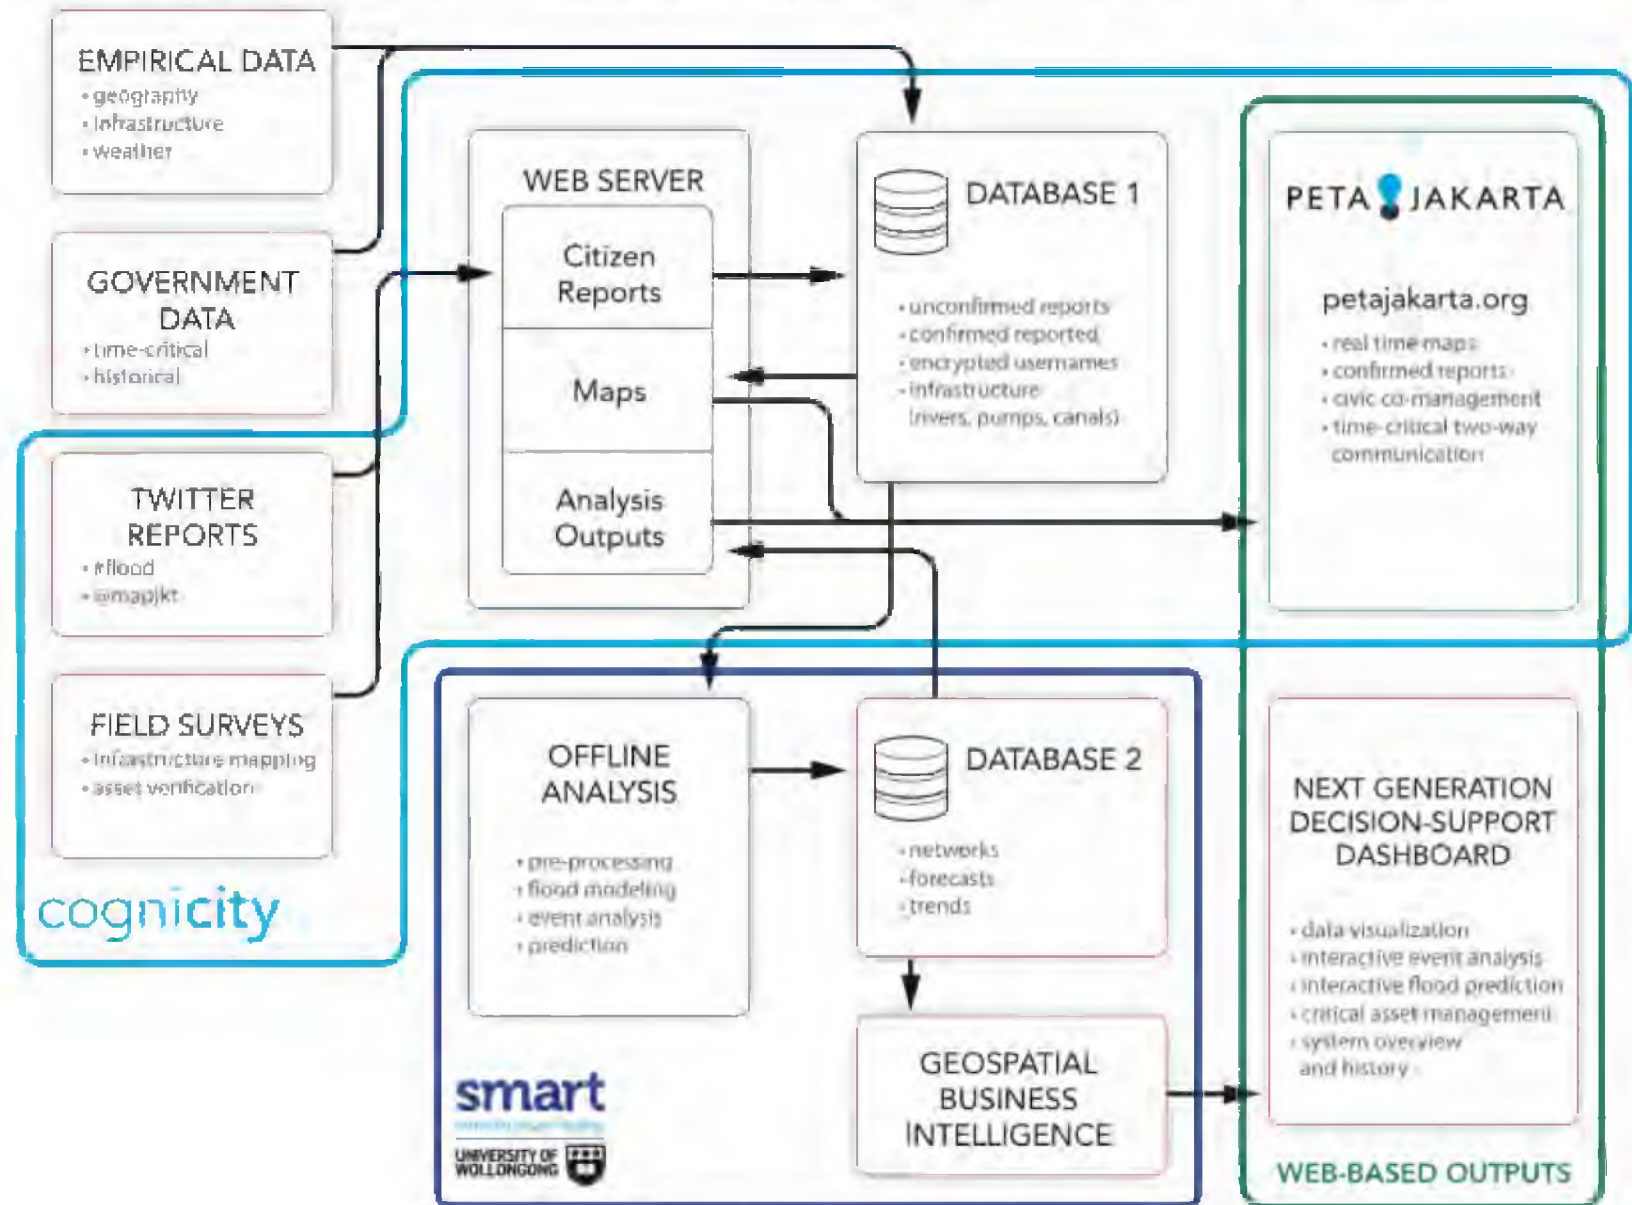 EMPIRICAL DATA
• geography
• infrastructure
• weather
GOVERNMENT
DATA
• time-critical
• historical
TWITTER
REPORTS
• #flood
• @mapjkt
FIELD SURVEYS
• infrastructure mapping
• asset verification
cognicity
WEB SERVER
Citizen
Reports
Maps
Analysis
Outputs
DATABASE 1
• unconfirmed reports
• confirmed reported
• encrypted usernames
• infrastructure
(rivers, pumps, canals)
PETA JAKARTA
petajakarta.org
• real time maps
• confirmed reports
• civic co-management
• time-critical two-way
communication
OFFLINE
ANALYSIS
• pre-processing
• flood modeling
• event analysis
• prediction
DATABASE 2
• networks
• forecasts
• trends
GEOSPATIAL
BUSINESS
INTELLIGENCE
smart
UNIVERSITY OF
WOLLONGONG
NEXT GENERATION
DECISION-SUPPORT
DASHBOARD
• data visualization
• interactive event analysis
• interactive flood prediction
• critical asset management
• system overview
and history
WEB-BASED OUTPUTS